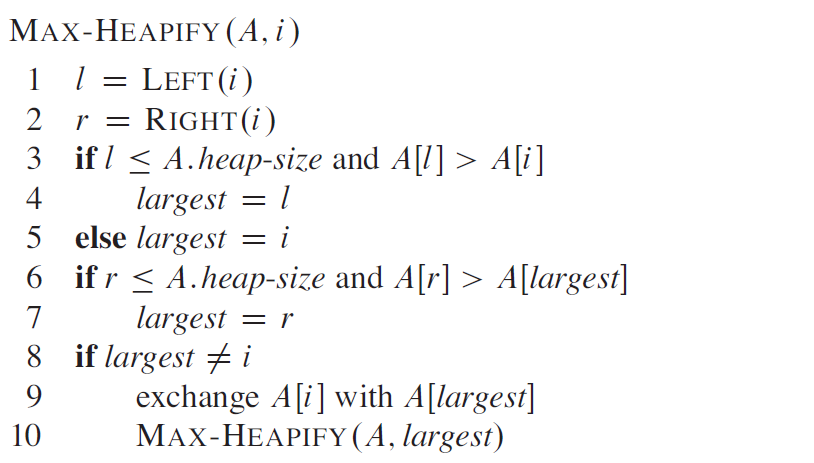 MAX-HEAPIFY(A, i)
1 l = LEFT(i)
2 r = RIGHT(i)
3 if l ≤ A.heap-size and A[l] > A[i]
4 largest = l
5 else largest = i
6 if r ≤ A.heap-size and A[r] > A[largest]
7 largest = r
8 if largest ≠ i
9 exchange A[i] with A[largest]
10 MAX-HEAPIFY(A, largest)